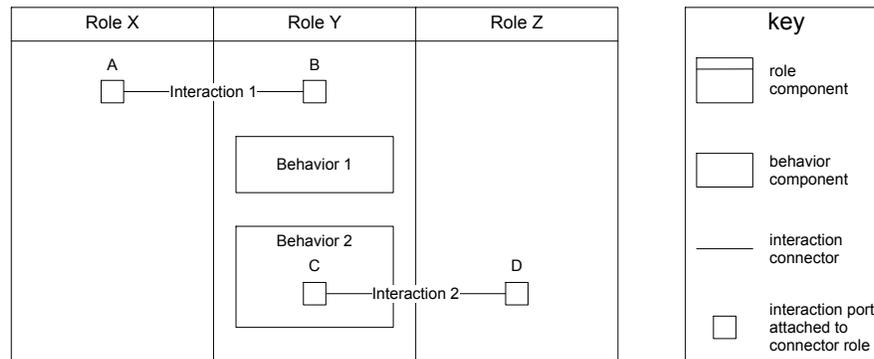 Role X
Role Y
Role Z
A
B
Interaction 1
Behavior 1
Behavior 2
C
D
Interaction 2
key
role
component
behavior
component
interaction
connector
interaction port
attached to
connector role